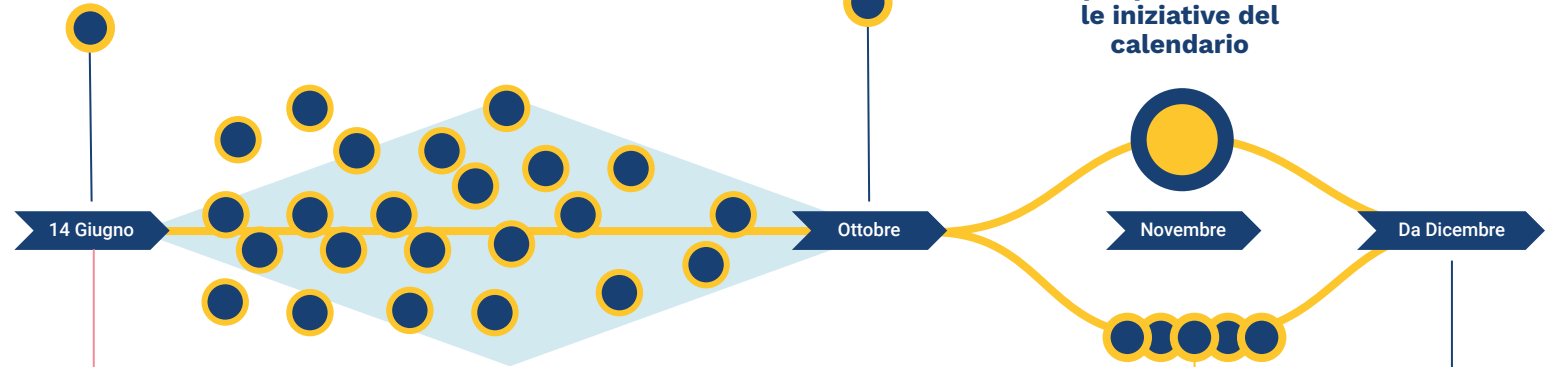 le iniziative del
calendario
14 Giugno
Ottobre
Novembre
Da Dicembre